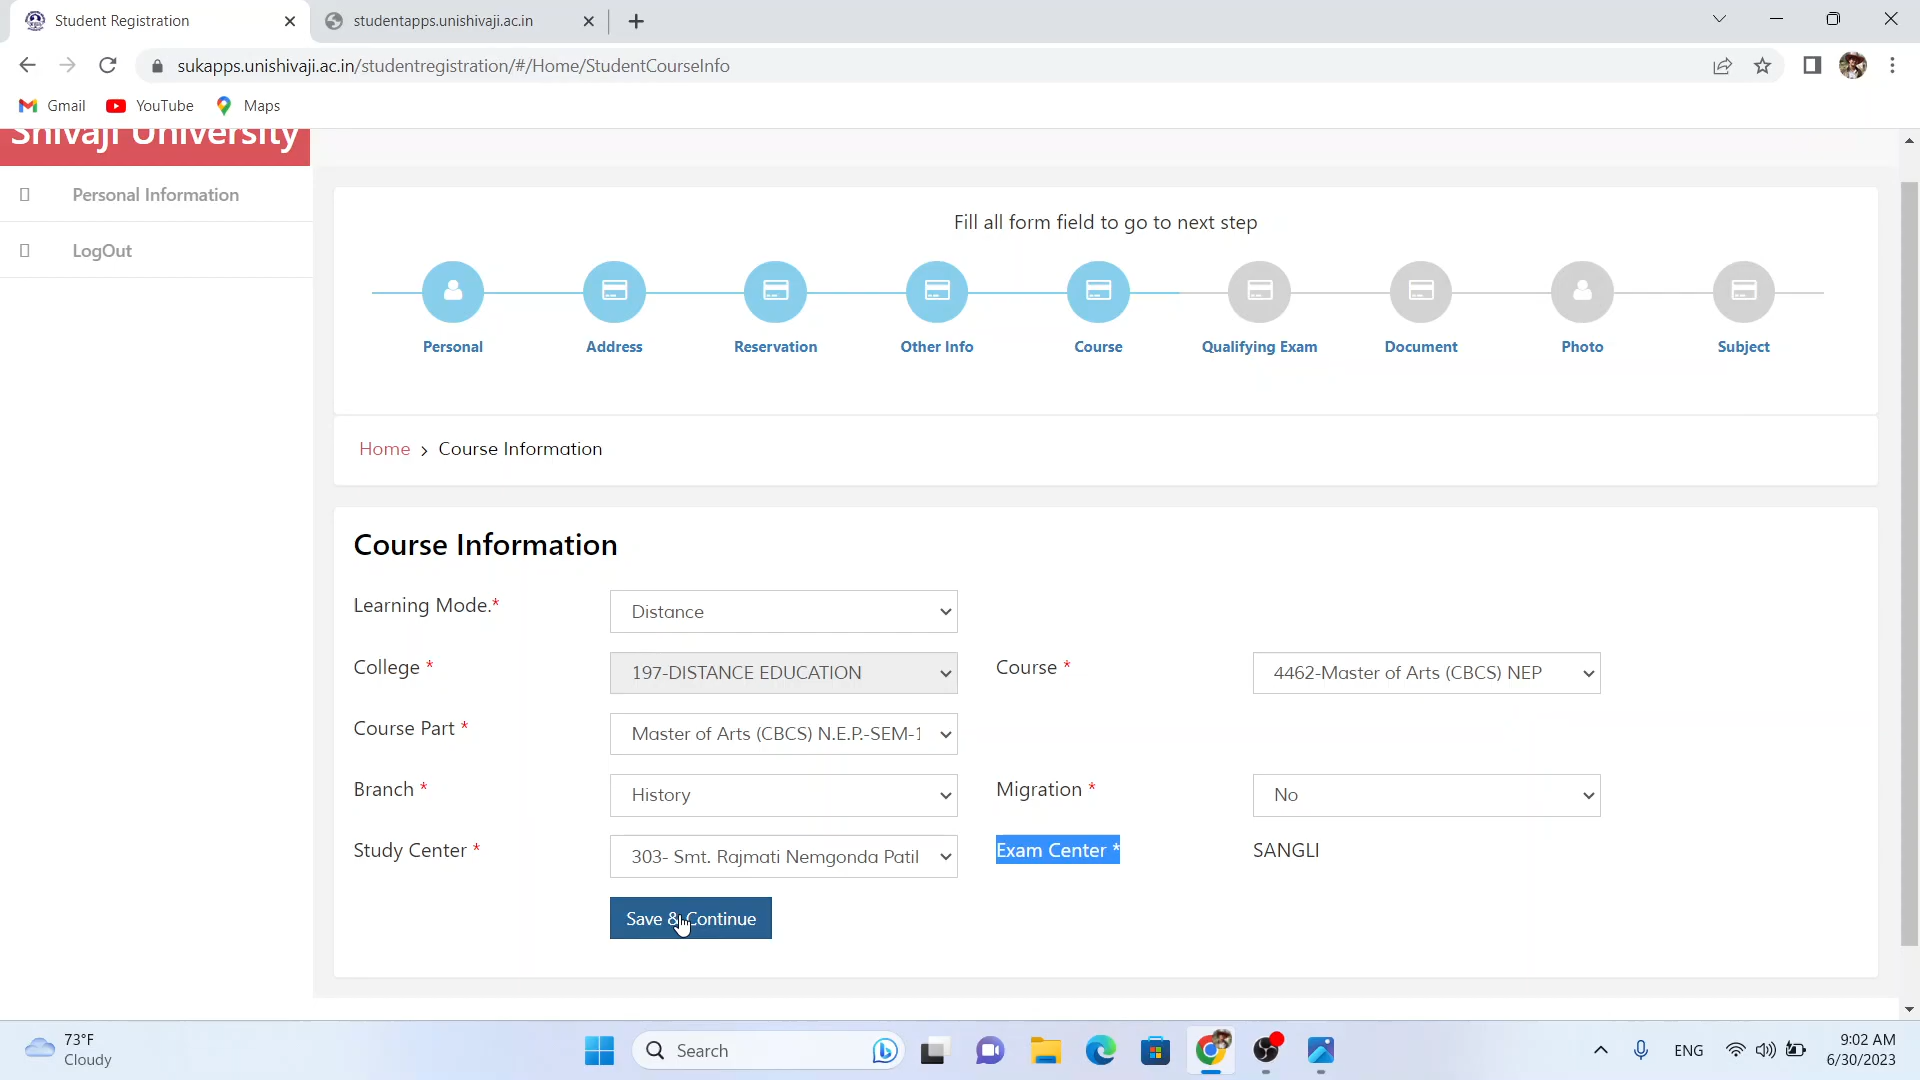 Student Registration
studentapps.unishivaji.ac.in
sukapps.unishivaji.ac.in/studentregistration/#/Home/StudentCourseInfo
Gmail
YouTube
Maps
Shivaji University
Personal Information
LogOut
Fill all form field to go to next step
Personal
Address
Reservation
Other Info
Course
Qualifying Exam
Document
Photo
Subject
Home > Course Information
Course Information
Learning Mode.*
Distance
College *
197-DISTANCE EDUCATION
Course *
4462-Master of Arts (CBCS) NEP
Course Part *
Master of Arts (CBCS) N.E.P.-SEM-1
Branch *
History
Migration *
No
Study Center *
303- Smt. Rajmati Nemgonda Patil
Exam Center *
SANGLI
Save & Continue
73°F
Cloudy
Search
ENG
9:02 AM
6/30/2023